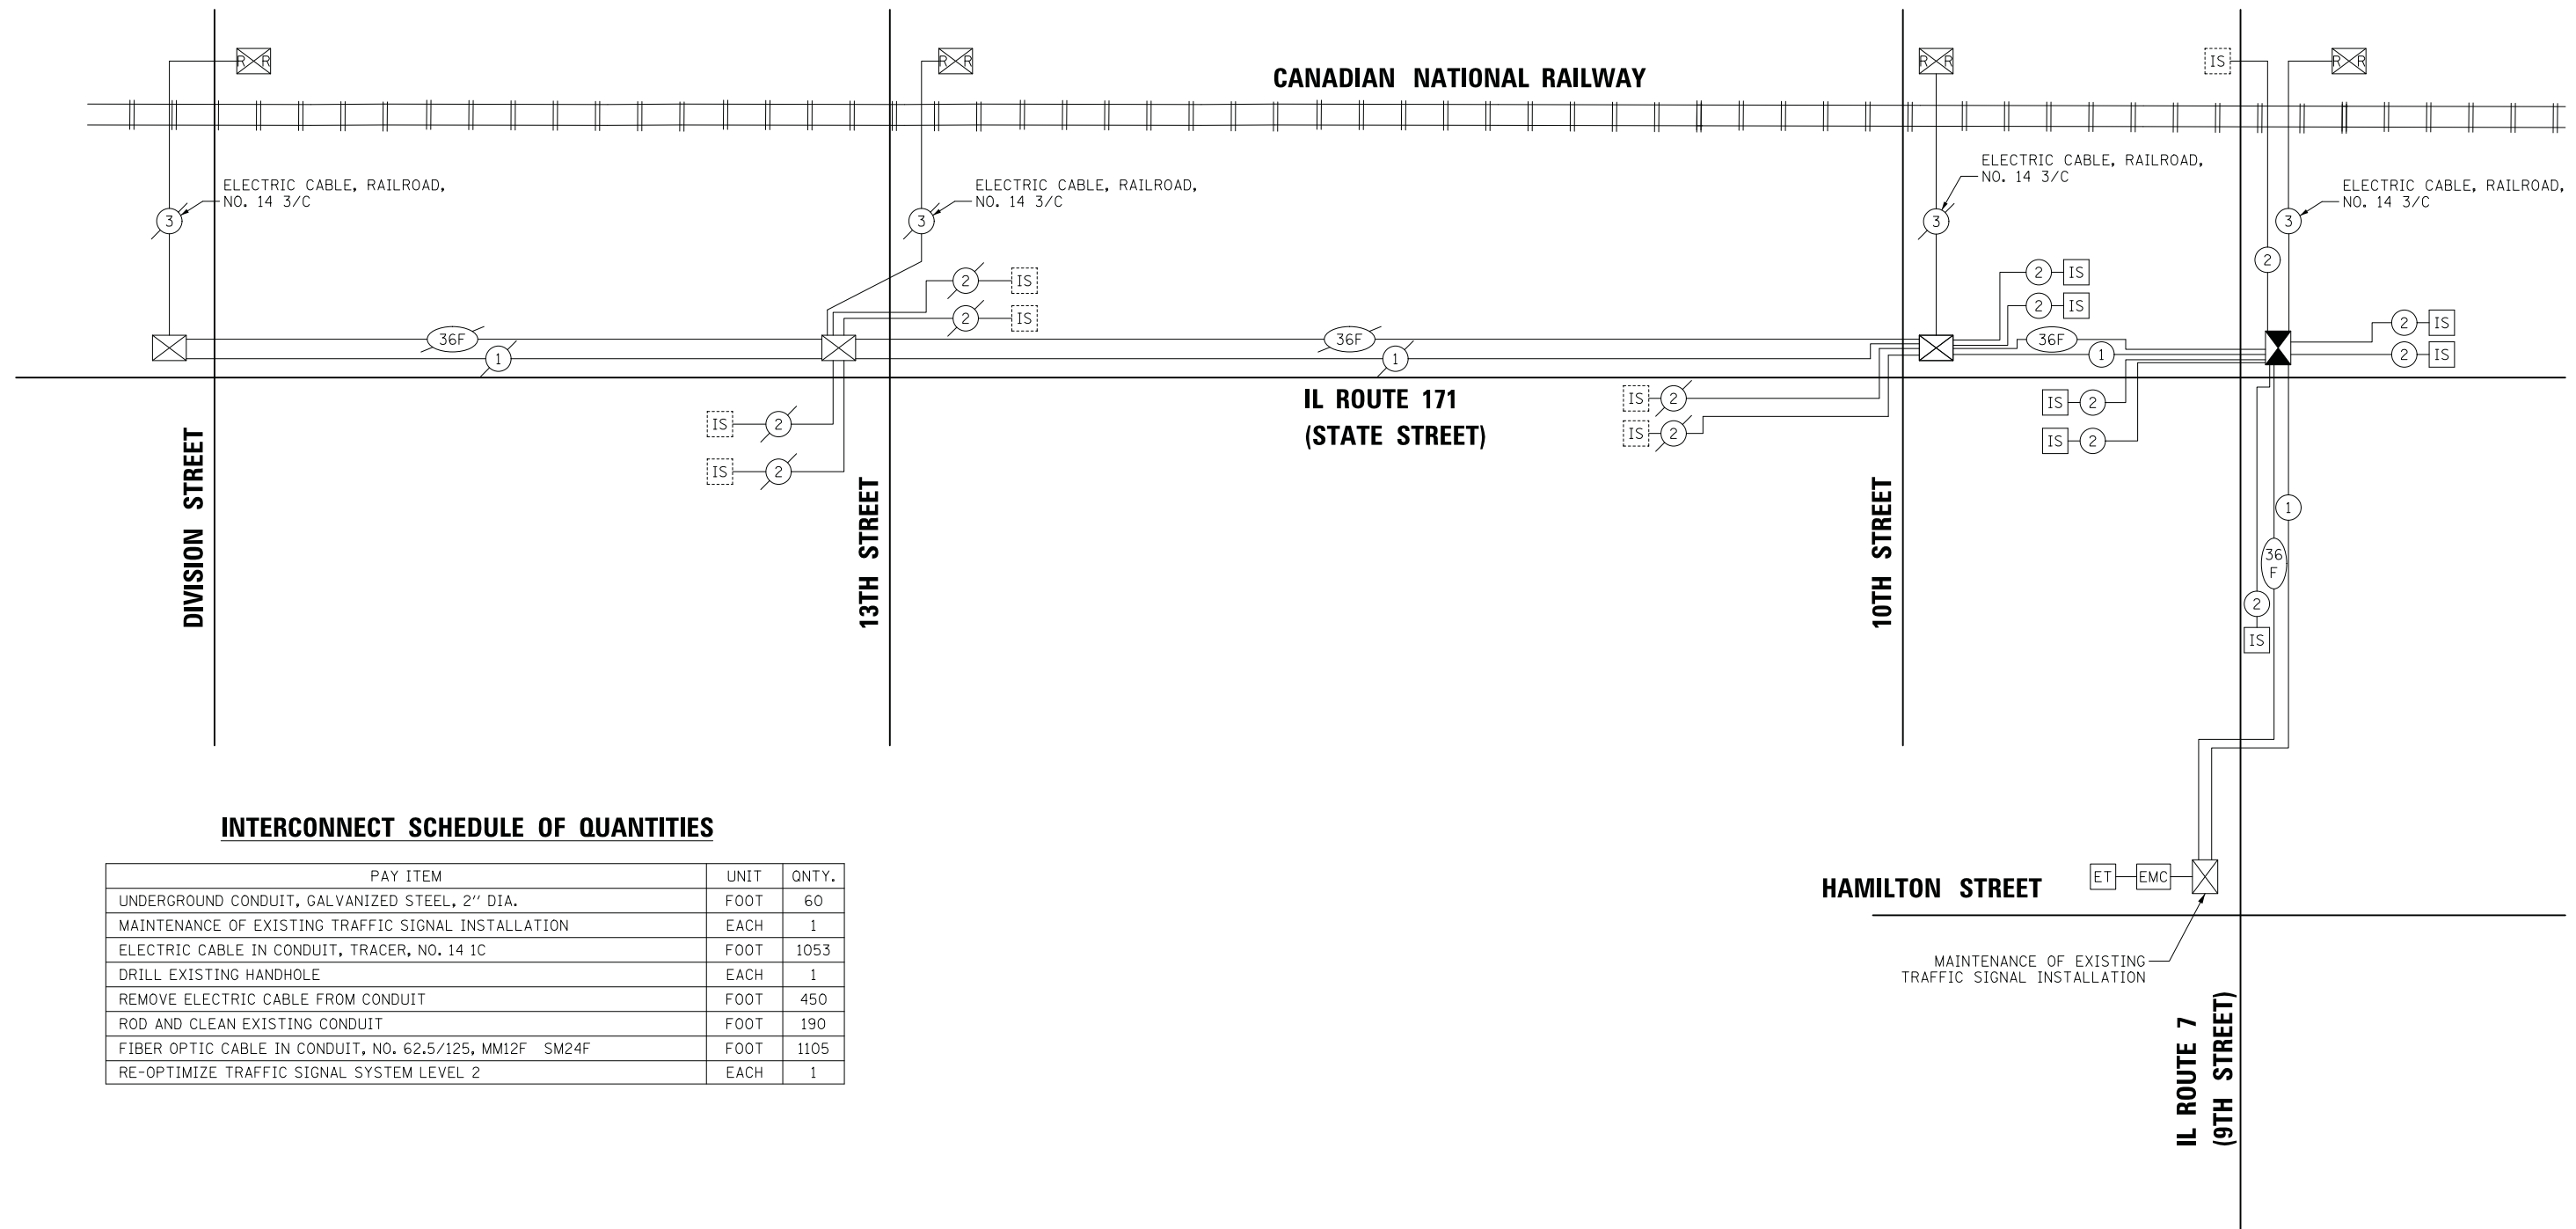 R R
R R
R R
IS
R R
CANADIAN NATIONAL RAILWAY
ELECTRIC CABLE, RAILROAD,
NO. 14 3/C
3
ELECTRIC CABLE, RAILROAD,
NO. 14 3/C
3
ELECTRIC CABLE, RAILROAD,
NO. 14 3/C
3
ELECTRIC CABLE, RAILROAD,
NO. 14 3/C
3
2
2 IS
2 IS
2 IS
2 IS
36F
1
36F
1
36F
1
2 IS
2 IS
IS 2
IS 2
IS 2
IS 2
IS 2
IS 2
IL ROUTE 171
(STATE STREET)
DIVISION STREET
13TH STREET
10TH STREET
1
36
F
2
IS
INTERCONNECT SCHEDULE OF QUANTITIES
PAY ITEM UNIT QNTY.
UNDERGROUND CONDUIT, GALVANIZED STEEL, 2" DIA. FOOT 60
MAINTENANCE OF EXISTING TRAFFIC SIGNAL INSTALLATION EACH 1
ELECTRIC CABLE IN CONDUIT, TRACER, NO. 14 1C FOOT 1053
DRILL EXISTING HANDHOLE EACH 1
REMOVE ELECTRIC CABLE FROM CONDUIT FOOT 450
ROD AND CLEAN EXISTING CONDUIT FOOT 190
FIBER OPTIC CABLE IN CONDUIT, NO. 62.5/125, MM12F SM24F FOOT 1105
RE-OPTIMIZE TRAFFIC SIGNAL SYSTEM LEVEL 2 EACH 1
HAMILTON STREET
ET EMC
MAINTENANCE OF EXISTING
TRAFFIC SIGNAL INSTALLATION
IL ROUTE 7
(9TH STREET)